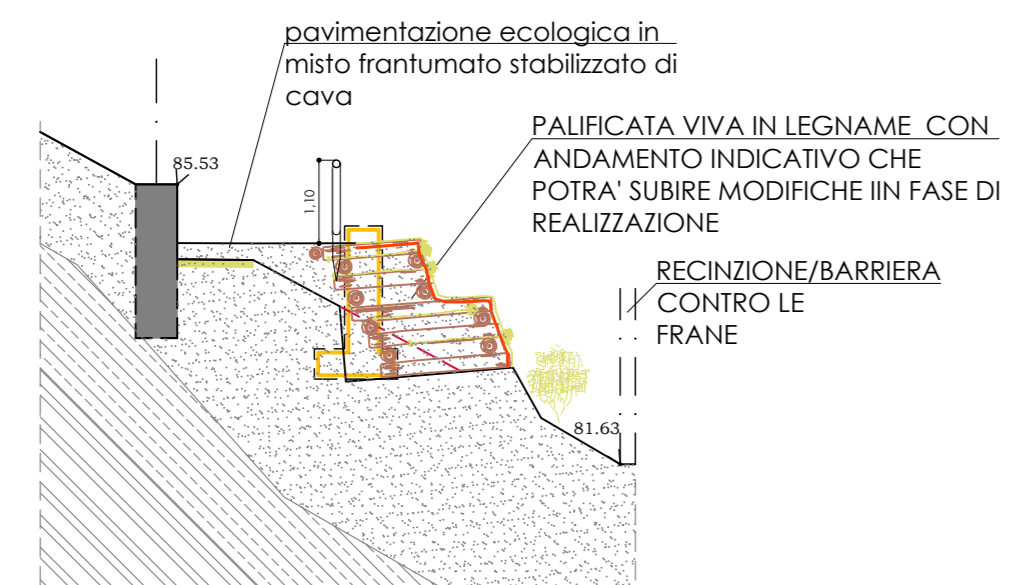 pavimentazione ecologica in
misto frantumato stabilizzato di
cava
PALIFICATA VIVA IN LEGNAME CON
ANDAMENTO INDICATIVO CHE
POTRA' SUBIRE MODIFICHE IIN FASE DI
REALIZZAZIONE
85.53
1,10
RECINZIONE/BARRIERA
CONTRO LE
FRANE
81.63